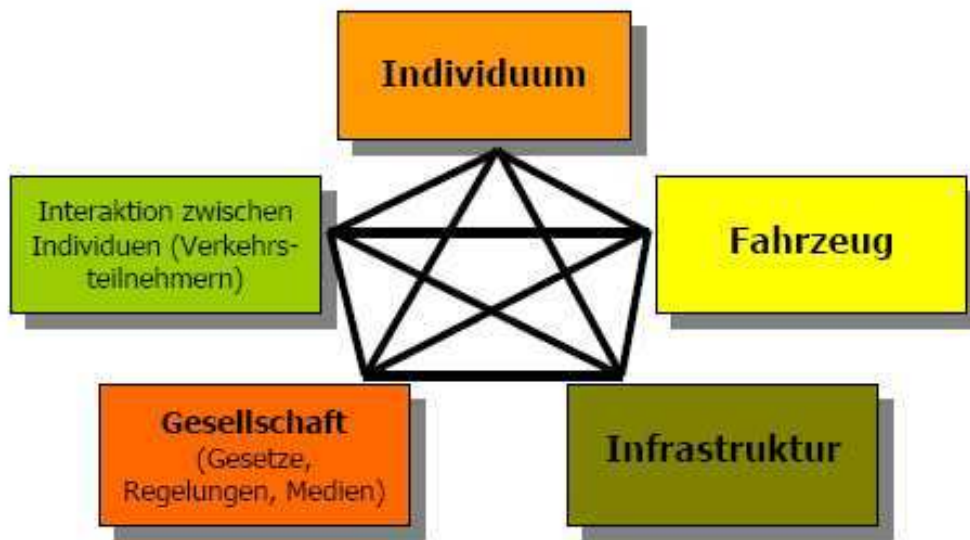 Individuum
Interaktion zwischen
Individuen (Verkehrs-
teilnehmern)
Fahrzeug
Gesellschaft
(Gesetze,
Regelungen, Medien)
Infrastruktur